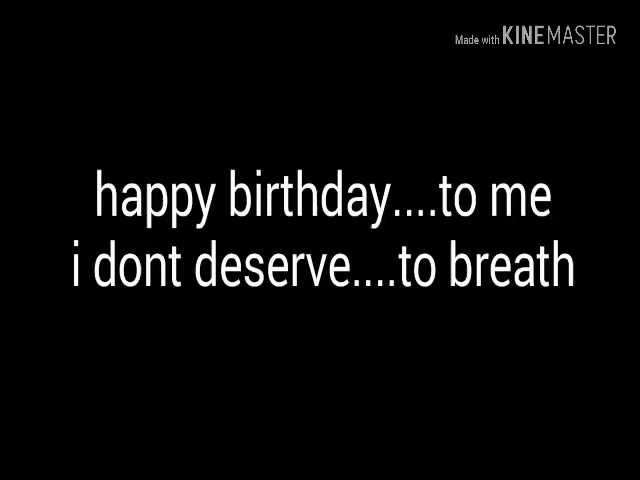 Made with KINEMASTER
happy birthday....to me
i dont deserve....to breath